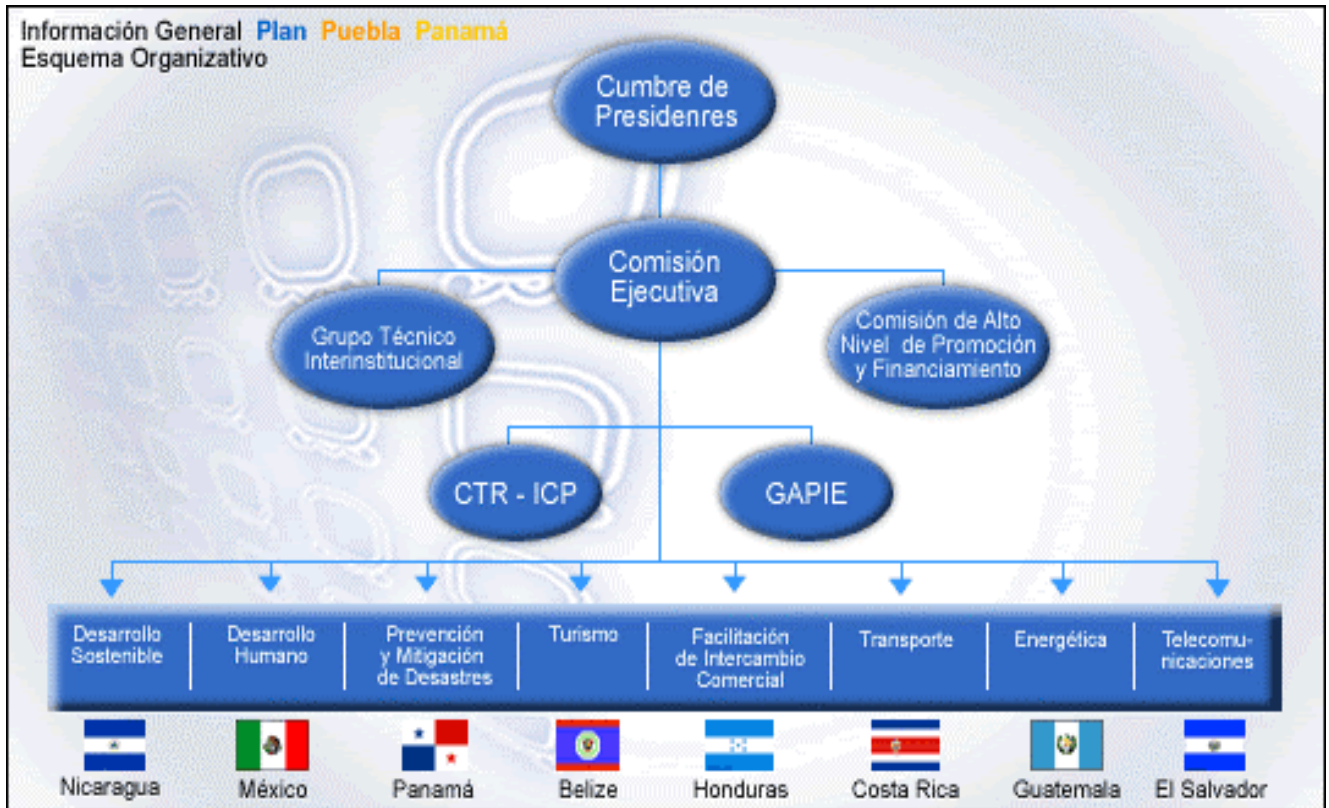 Información General Plan Puebla Panamá
Esquema Organizativo
Cumbre de
Presidenres
Comisión
Ejecutiva
Grupo Técnico
Interinstitucional
Comisión de Alto
Nivel de Promoción
y Financiamiento
CTR - ICP
GAPIE
Desarrollo
Sostenible
Desarrollo
Humano
Prevención
y Mitigación
de Desastres
Turismo
Facilitación
de Intercambio
Comercial
Transporte
Energética
Telecomu-
nicaciones
Nicaragua
México
Panamá
Belize
Honduras
Costa Rica
Guatemala
El Salvador